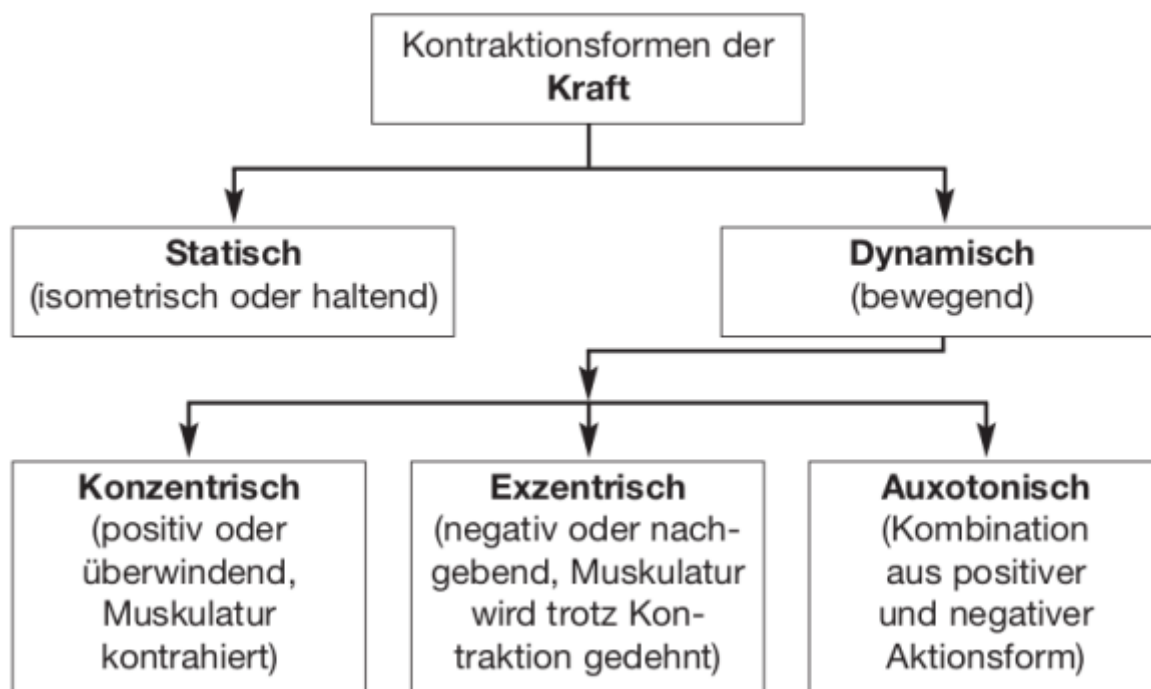 Kontraktionsformen der
Kraft
Statisch
(isometrisch oder haltend)
Dynamisch
(bewegend)
Konzentrisch
(positiv oder
überwindend,
Muskulatur
kontrahiert)
Exzentrisch
(negativ oder nach-
gebend, Muskulatur
wird trotz Kon-
traktion gedehnt)
Auxotonisch
(Kombination
aus positiver
und negativer
Aktionsform)